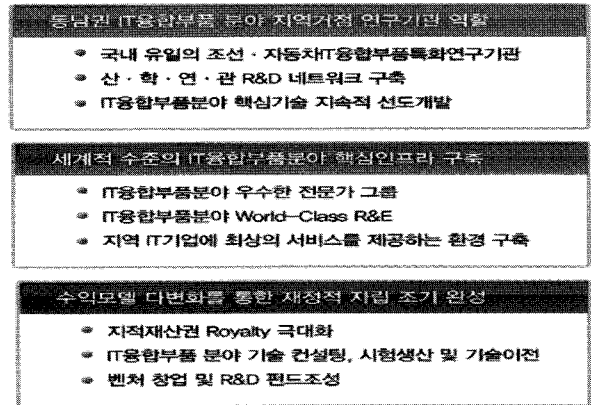 동남권 IT융합부품 분야 지역거점 연구기관 역할
국내 유일의 조선 · 자동차IT융합부품특화연구기관
산 · 학 · 연 · 관 R&D 네트워크 구축
IT융합부품분야 핵심기술 지속적 선도개발
세계적 수준의 IT융합부품분야 핵심인프라 구축
IT융합부품분야 우수한 전문가 그룹
IT융합부품분야 World-Class R&E
지역 IT기업에 최상의 서비스를 제공하는 환경 구축
수익모델 다변화를 통한 재정적 자립 조기 완성
지적재산권 Royalty 극대화
IT융합부품 분야 기술 컨설팅, 시험생산 및 기술이전
벤처 창업 및 R&D 펀드조성